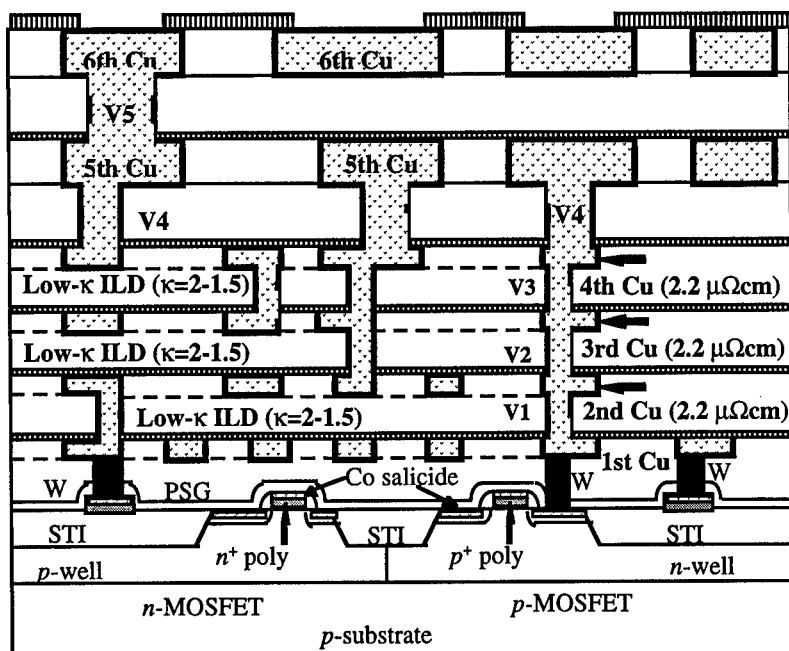 6th Cu
6th Cu
V5
5th Cu
5th Cu
V4
V4
Low-κ ILD (κ=2-1.5)
V3
4th Cu (2.2 μΩcm)
Low-κ ILD (κ=2-1.5)
V2
3rd Cu (2.2 μΩcm)
Low-κ ILD (κ=2-1.5)
V1
2nd Cu (2.2 μΩcm)
1st Cu
W
PSG
Co salicide
W
W
STI
n⁺ poly
STI
p⁺ poly
STI
p-well
n-well
n-MOSFET
p-MOSFET
p-substrate